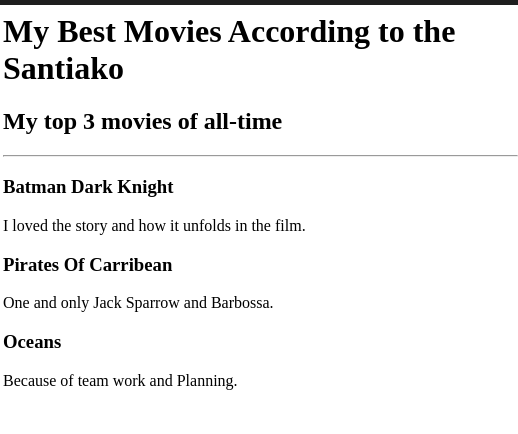 My Best Movies According to the
Santiako
My top 3 movies of all-time
Batman Dark Knight
I loved the story and how it unfolds in the film.
Pirates Of Carribean
One and only Jack Sparrow and Barbossa.
Oceans
Because of team work and Planning.